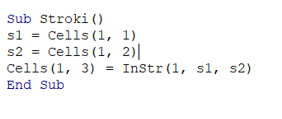 Sub Stroki()
s1 = Cells(1, 1)
s2 = Cells(1, 2)
Cells(1, 3) = InStr(1, s1, s2)
End Sub